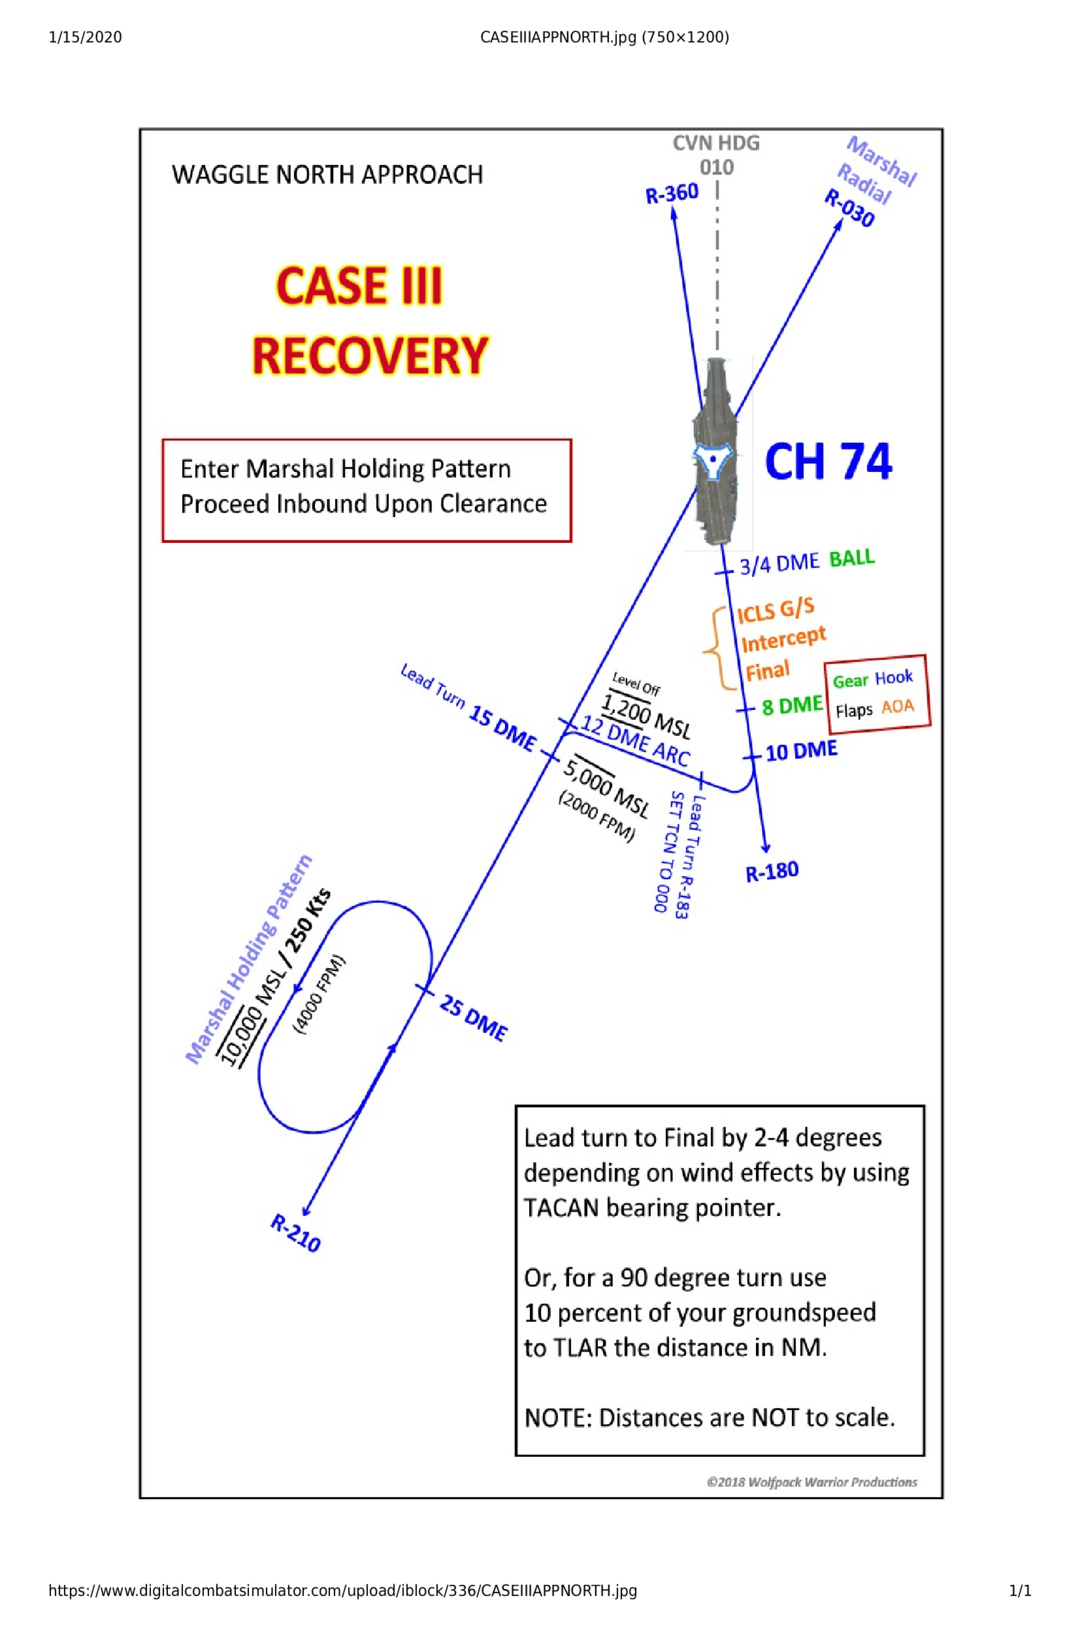 1/15/2020
CASEIIIAPPNORTH.jpg (750×1200)
WAGGLE NORTH APPROACH
CVN HDG
010
R-360
Marshal
Radial
R-030
CASE III
RECOVERY
Enter Marshal Holding Pattern
Proceed Inbound Upon Clearance
CH 74
3/4 DME BALL
ICLS G/S
Intercept
Final
Gear Hook
Flaps AOA
8 DME
10 DME
Level Off
1,200 MSL
12 DME ARC
Lead Turn 15 DME
5,000 MSL
(2000 FPM)
Lead Turn R-183
SET TCN TO 000
R-180
Marshal Holding Pattern
10,000 MSL / 250 Kts
(4000 FPM)
25 DME
R-210
Lead turn to Final by 2-4 degrees
depending on wind effects by using
TACAN bearing pointer.
Or, for a 90 degree turn use
10 percent of your groundspeed
to TLAR the distance in NM.
NOTE: Distances are NOT to scale.
©2018 Wolfpack Warrior Productions
https://www.digitalcombatsimulator.com/upload/iblock/336/CASEIIIAPPNORTH.jpg
1/1